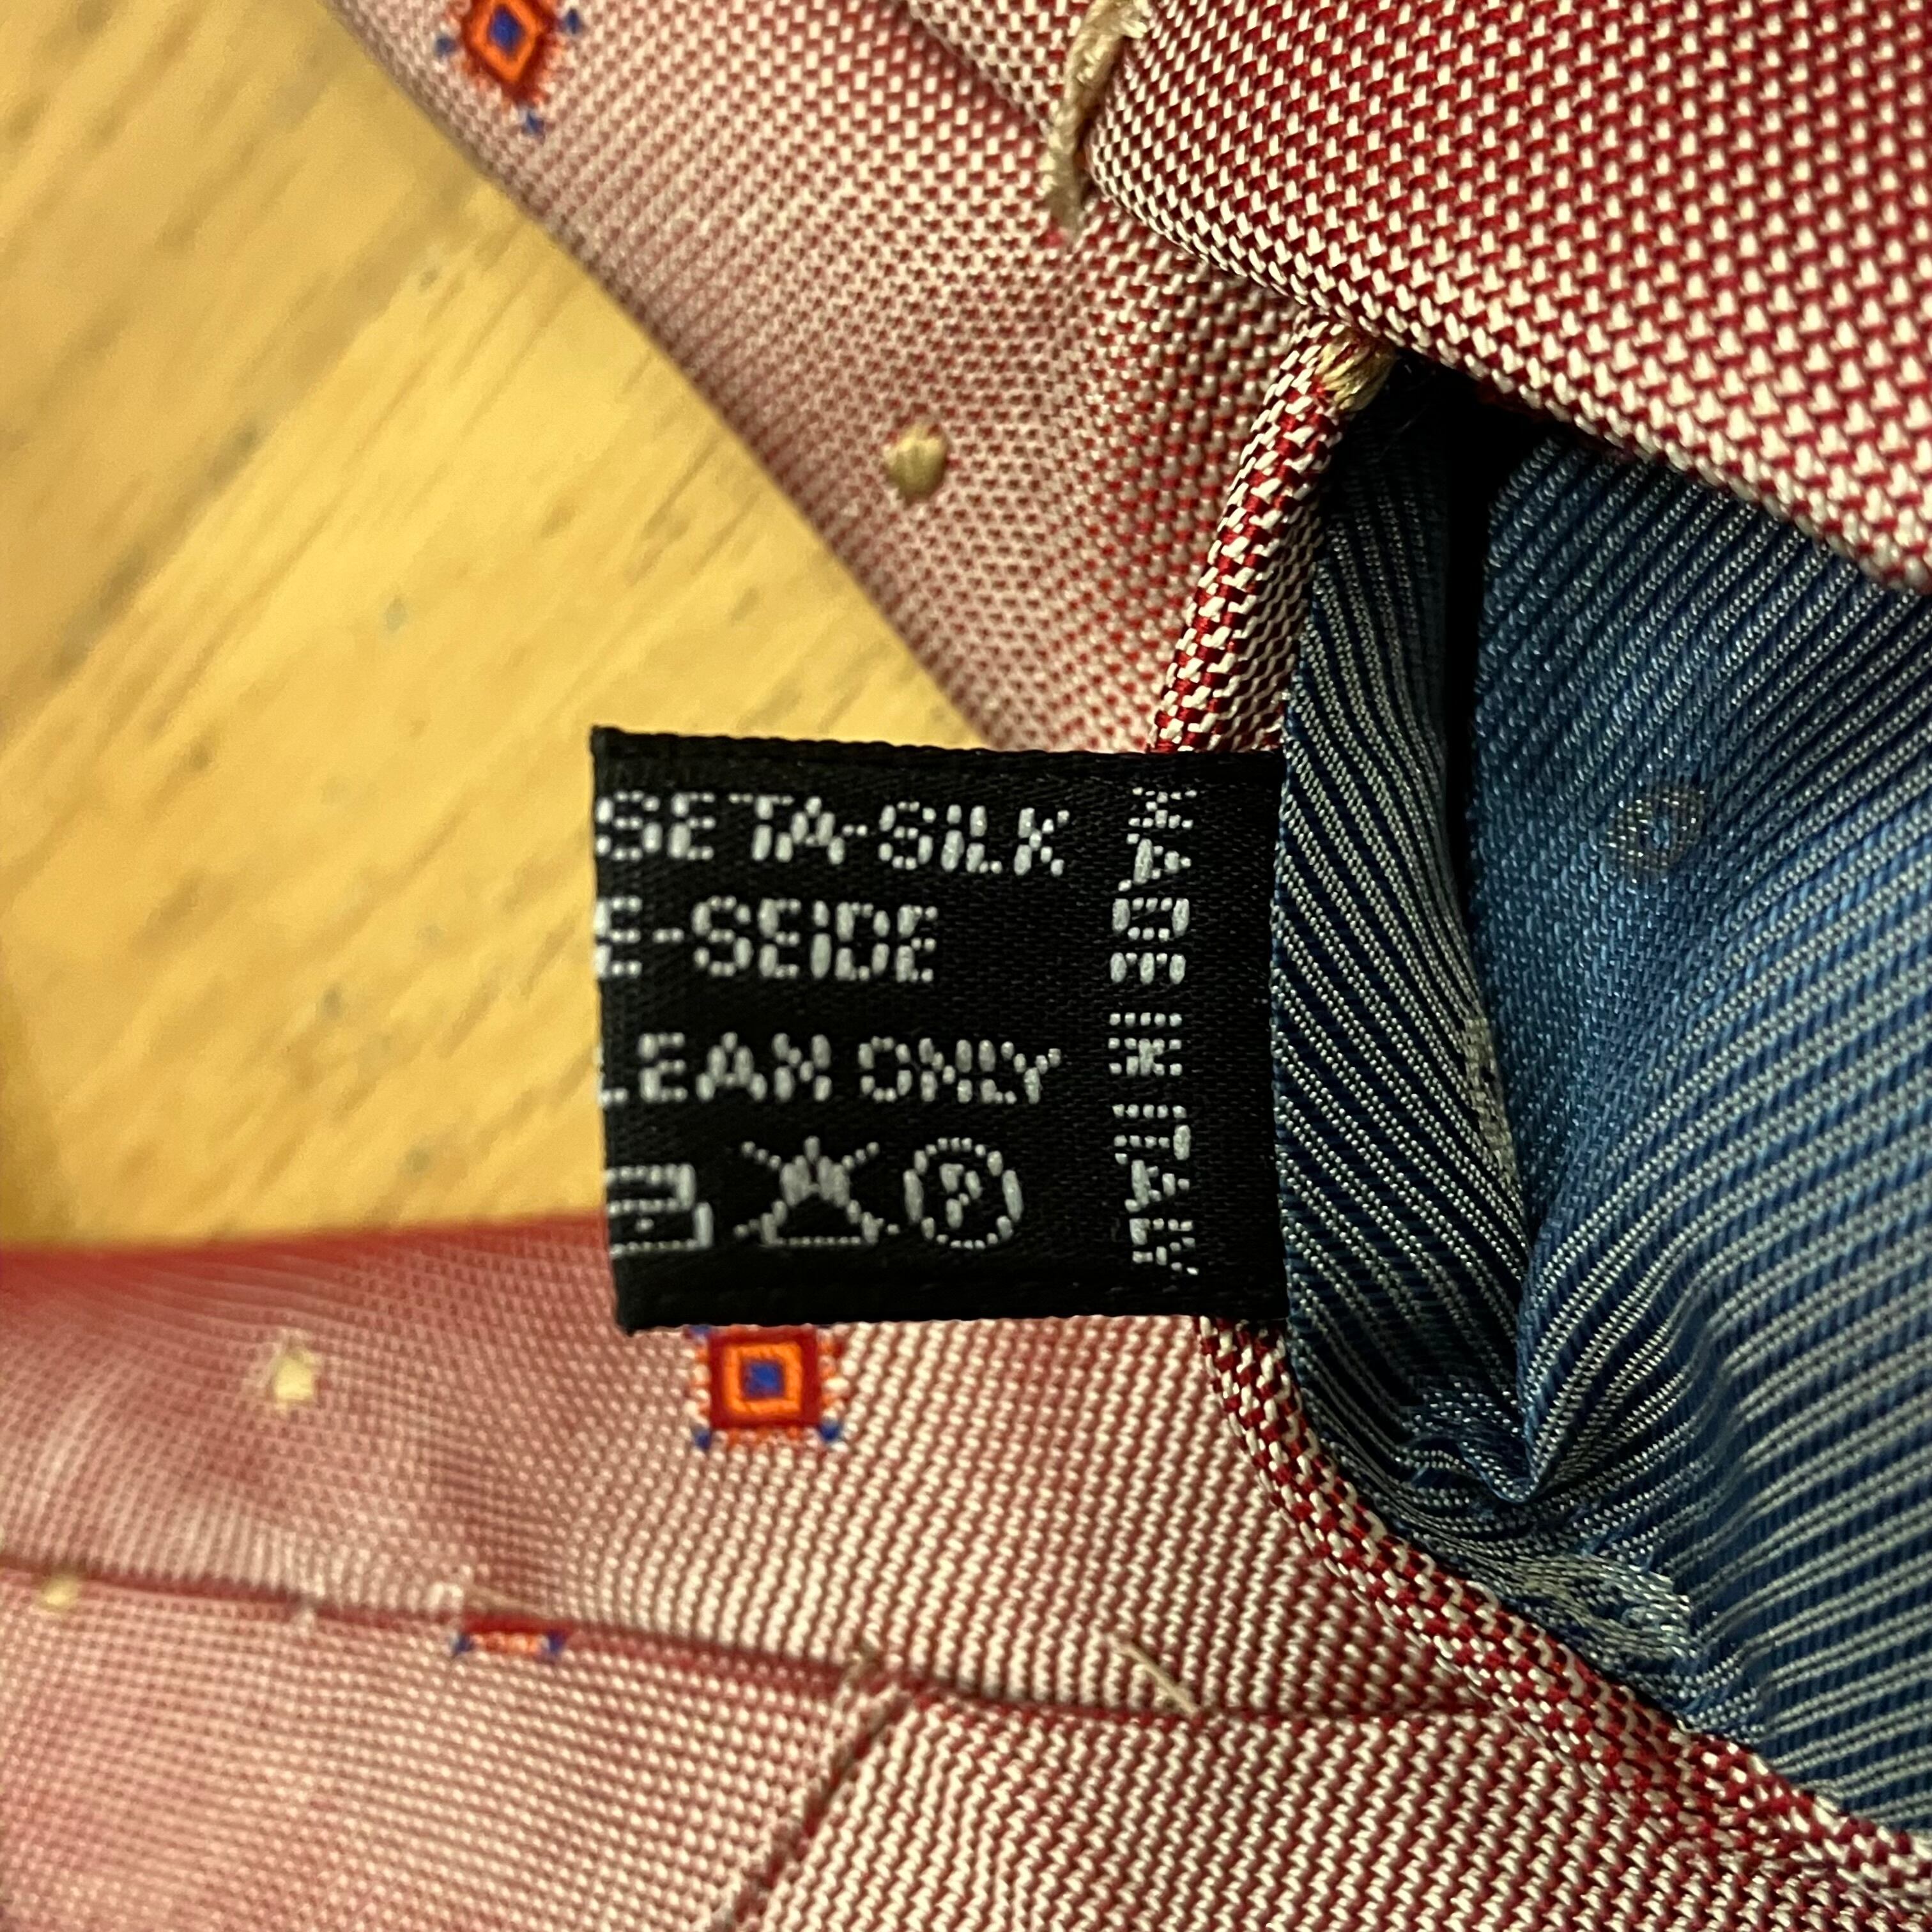 SETA-SILK
E-SEIDE
LEAN ONLY
P
MADE IN ITALY